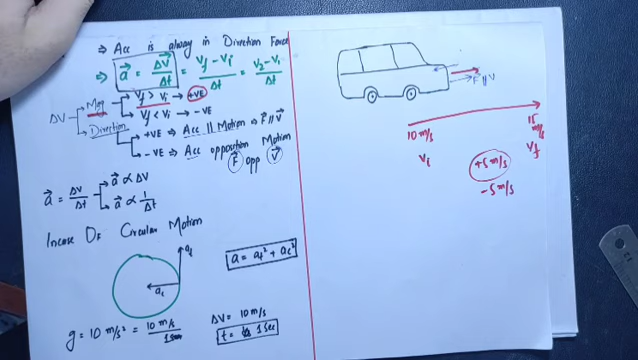 ⇒ Acc is alway in Direction Force
⇒ a⃗ = ΔV⃗/Δt = Vf - Vi/Δt = V2 - V1/Δt
ΔV
Mag
Vf > Vi → +VE
Vf < Vi → -VE
Direction
+VE ⇒ Acc || Motion ⇒ F⃗ || V⃗
-VE ⇒ Acc opposition Motion
F⃗ opp V⃗
a⃗ = ΔV/Δt
a⃗ ∝ ΔV
a⃗ ∝ 1/Δt
Incase Of Circular Motion
at
ac
a = at² + ac²
g = 10 m/s² = 10 m/s / 1 sec
ΔV = 10 m/s
t = 1 sec
F || V
10 m/s
15 m/s
Vi
Vf
+5 m/s
-5 m/s